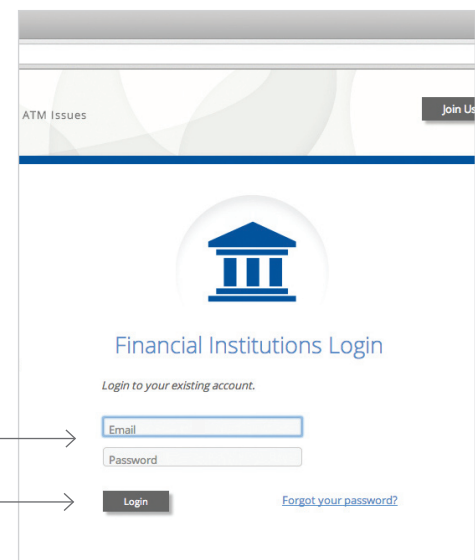 ATM Issues
Join Us
Financial Institutions Login
Login to your existing account.
Email
Password
Login
Forgot your password?